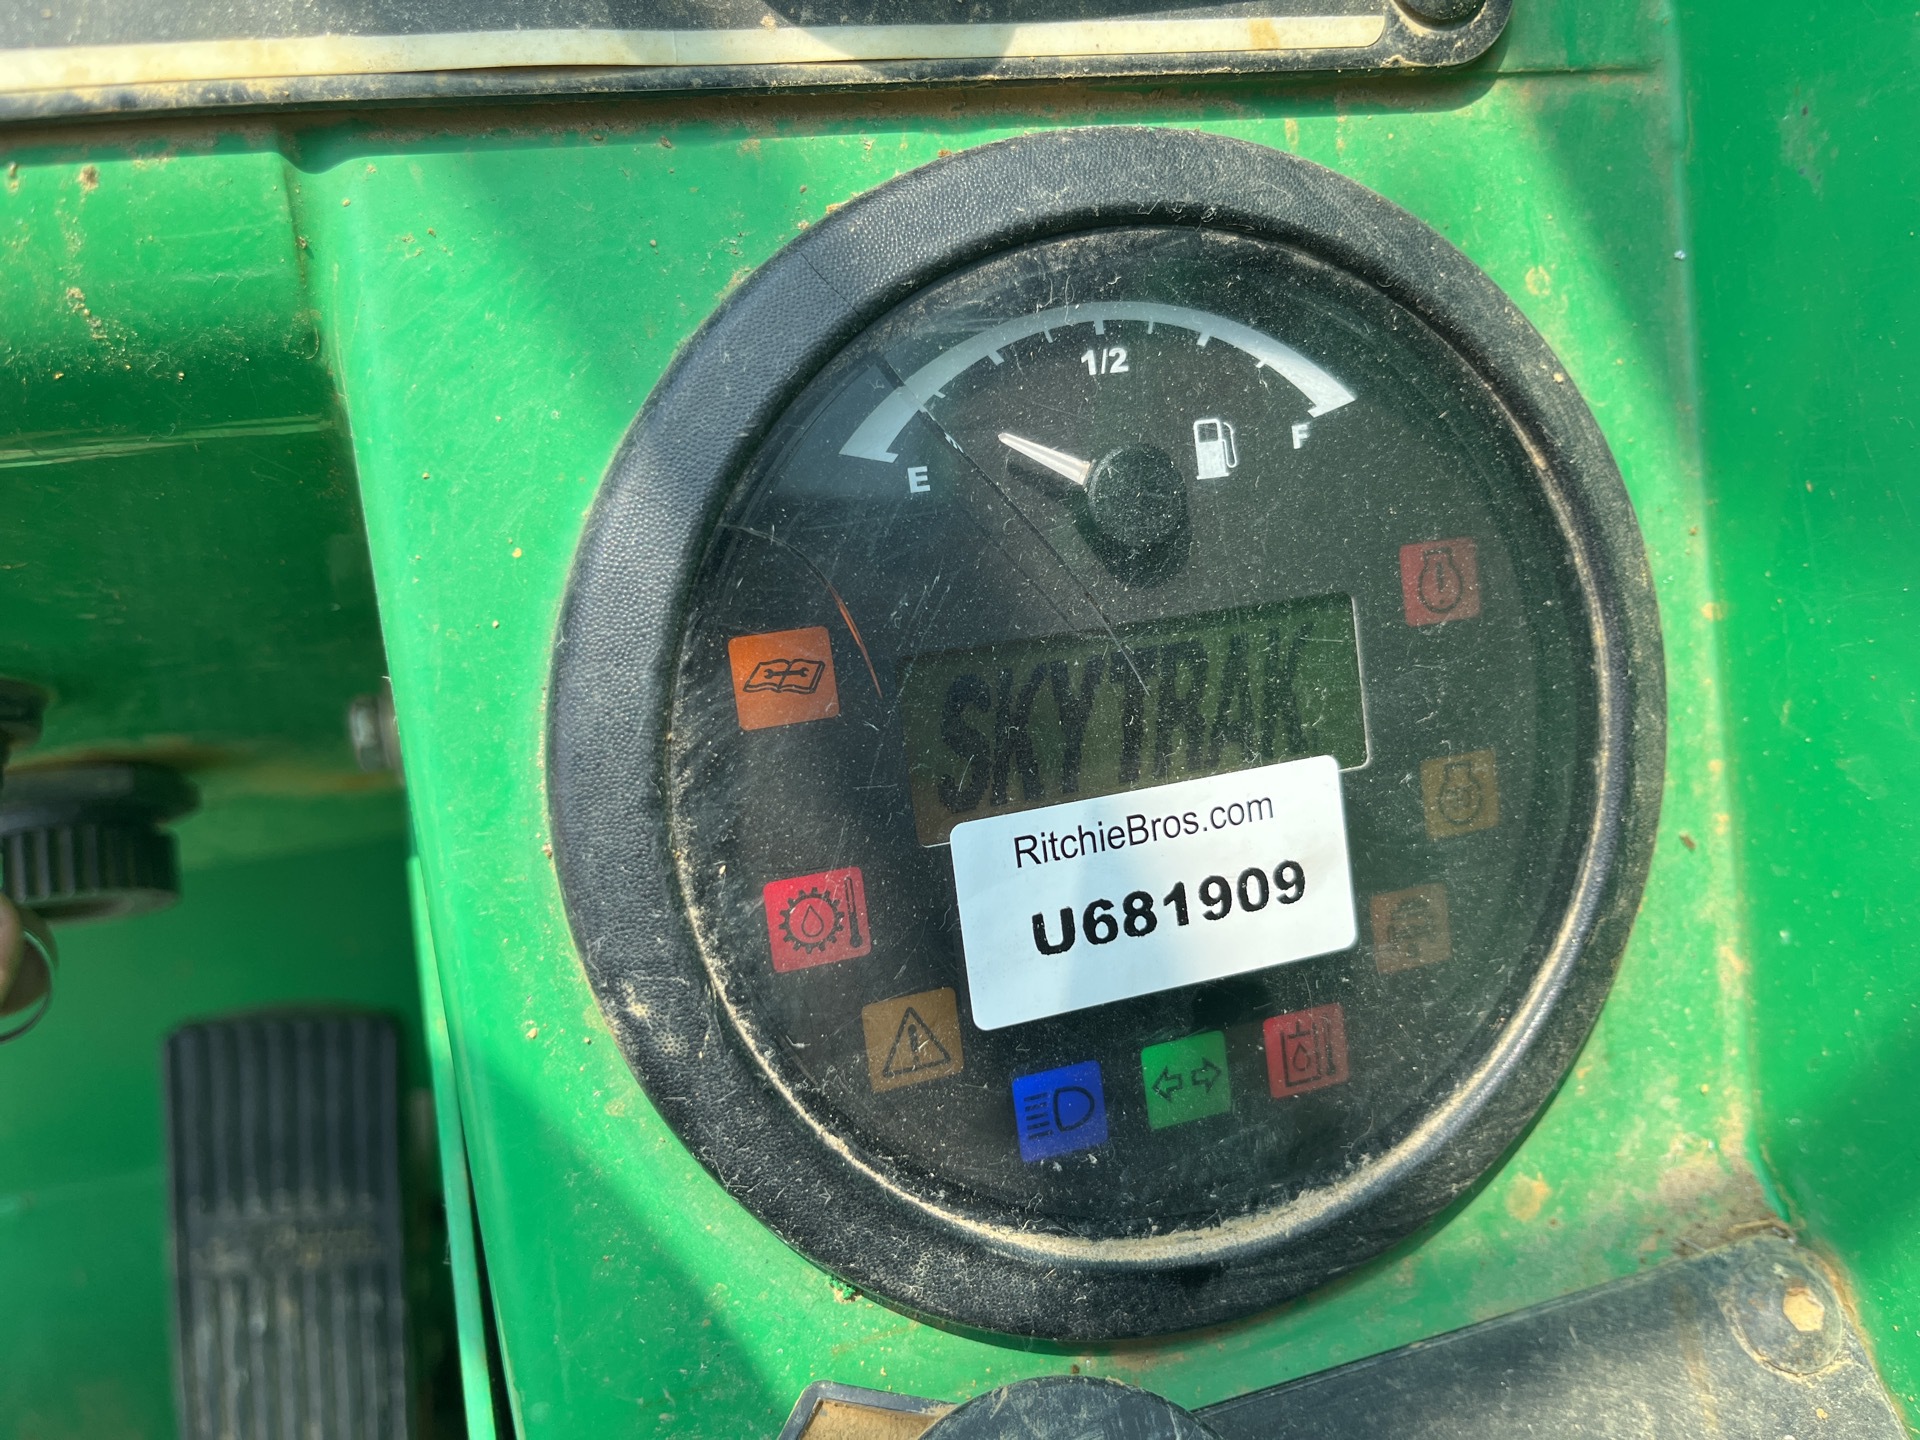 1/2
E
F
SKYTRAK
RitchieBros.com
U681909